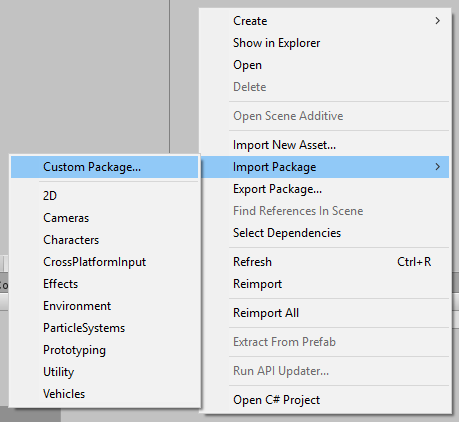 Create
Show in Explorer
Open
Delete
Open Scene Additive
Import New Asset...
Import Package
Export Package...
Find References In Scene
Select Dependencies
Refresh Ctrl+R
Reimport
Reimport All
Extract From Prefab
Run API Updater...
Open C# Project
Custom Package...
2D
Cameras
Characters
CrossPlatformInput
Effects
Environment
ParticleSystems
Prototyping
Utility
Vehicles